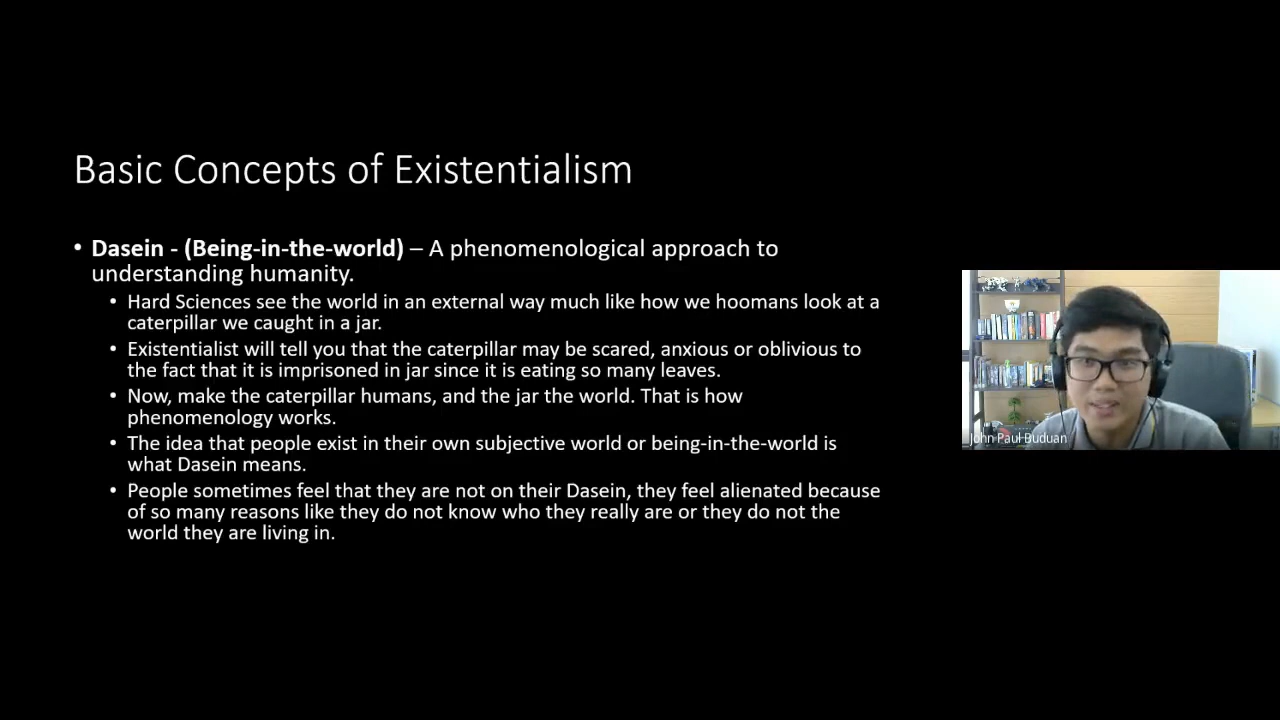 Basic Concepts of Existentialism
• Dasein - (Being-in-the-world) – A phenomenological approach to
understanding humanity.
• Hard Sciences see the world in an external way much like how we hoomans look at a
caterpillar we caught in a jar.
• Existentialist will tell you that the caterpillar may be scared, anxious or oblivious to
the fact that it is imprisoned in jar since it is eating so many leaves.
• Now, make the caterpillar humans, and the jar the world. That is how
phenomenology works.
• The idea that people exist in their own subjective world or being-in-the-world is
what Dasein means.
• People sometimes feel that they are not on their Dasein, they feel alienated because
of so many reasons like they do not know who they really are or they do not the
world they are living in.
John Paul Buduan